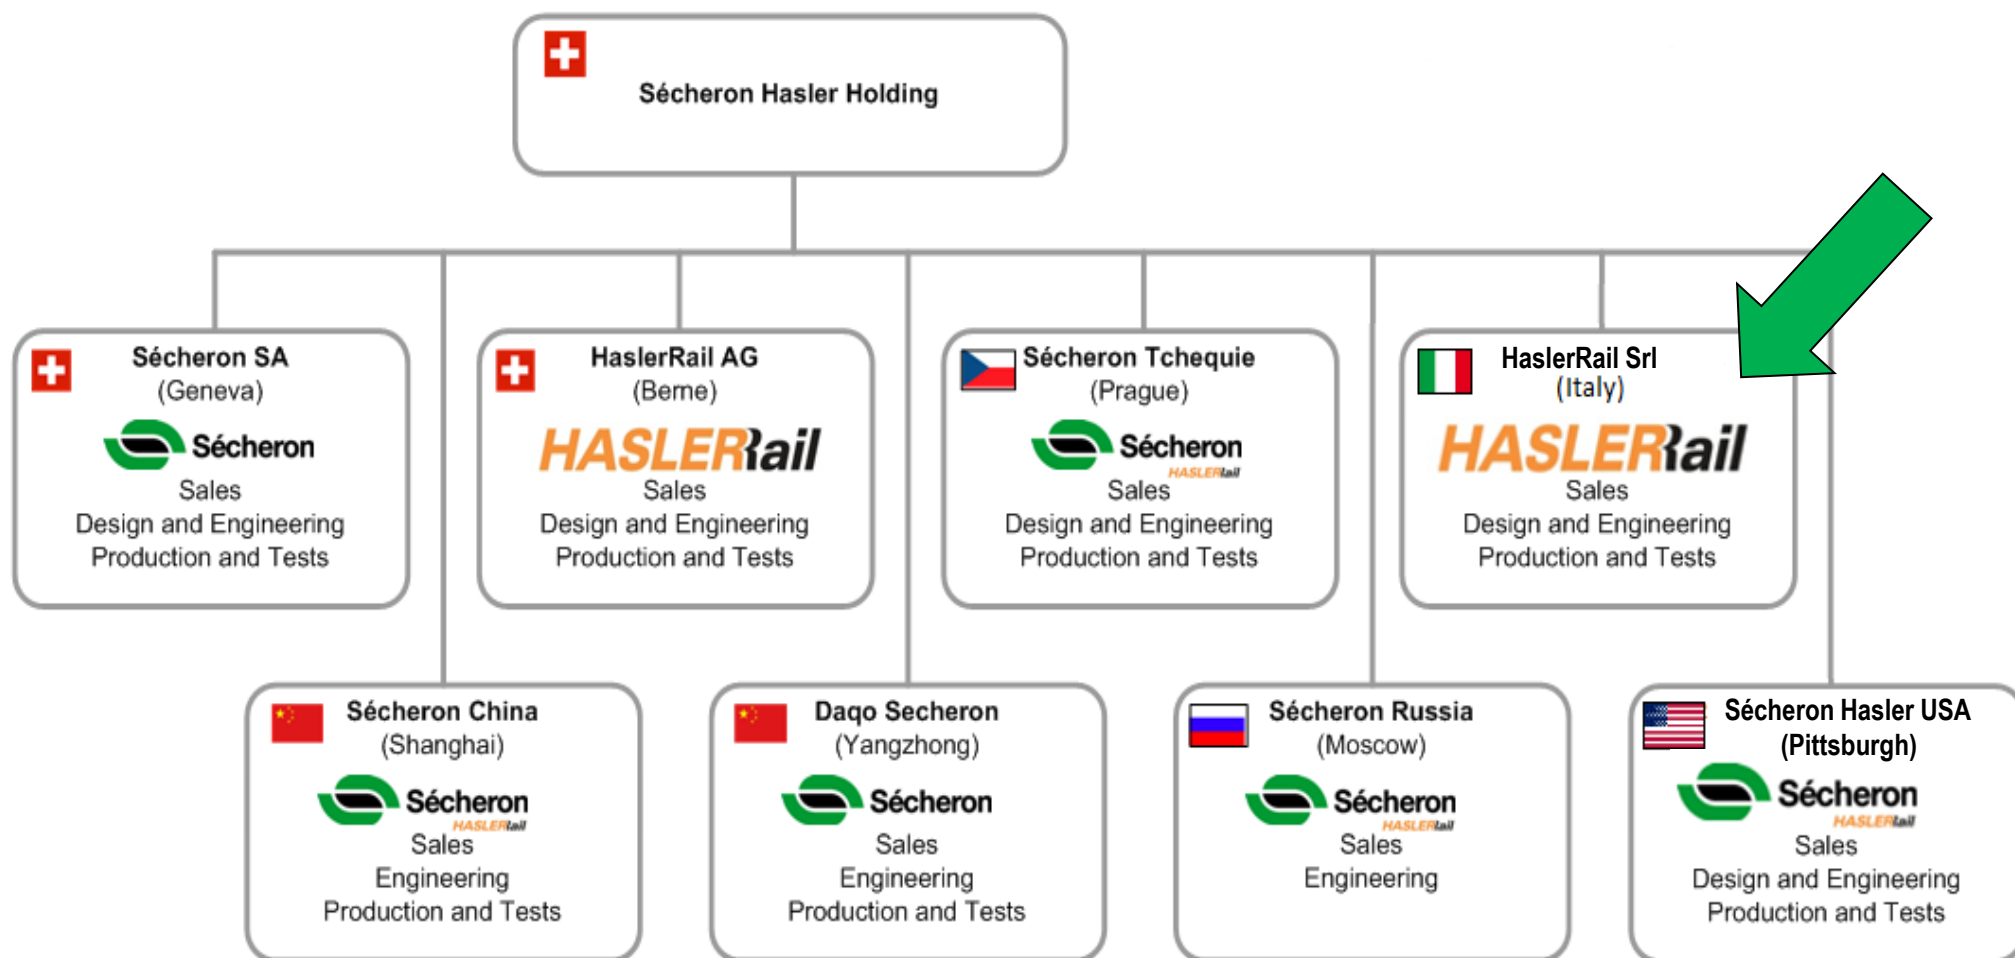 Sécheron Hasler Holding
Sécheron SA
(Geneva)
Sécheron
Sales
Design and Engineering
Production and Tests
HaslerRail AG
(Berne)
HASLERRail
Sales
Design and Engineering
Production and Tests
Sécheron Tchequie
(Prague)
Sécheron
HASLERRail
Sales
Design and Engineering
Production and Tests
HaslerRail Srl
(Italy)
HASLERRail
Sales
Design and Engineering
Production and Tests
Sécheron China
(Shanghai)
Sécheron
HASLERRail
Sales
Engineering
Production and Tests
Daqo Secheron
(Yangzhong)
Sécheron
Sales
Engineering
Production and Tests
Sécheron Russia
(Moscow)
Sécheron
HASLERRail
Sales
Engineering
Sécheron Hasler USA
(Pittsburgh)
Sécheron
HASLERRail
Sales
Design and Engineering
Production and Tests